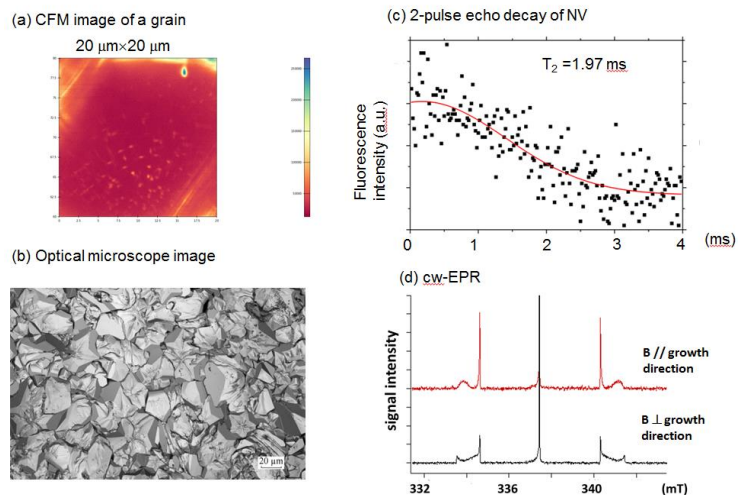 (a) CFM image of a grain
20 μm×20 μm
(b) Optical microscope image
20 μm
(c) 2-pulse echo decay of NV
T2 =1.97 ms
Fluorescence
intensity (a.u.)
0 1 2 3 4 (ms)
(d) cw-EPR
signal intensity
B // growth
direction
B ⊥ growth
direction
332 334 336 338 340 (mT)